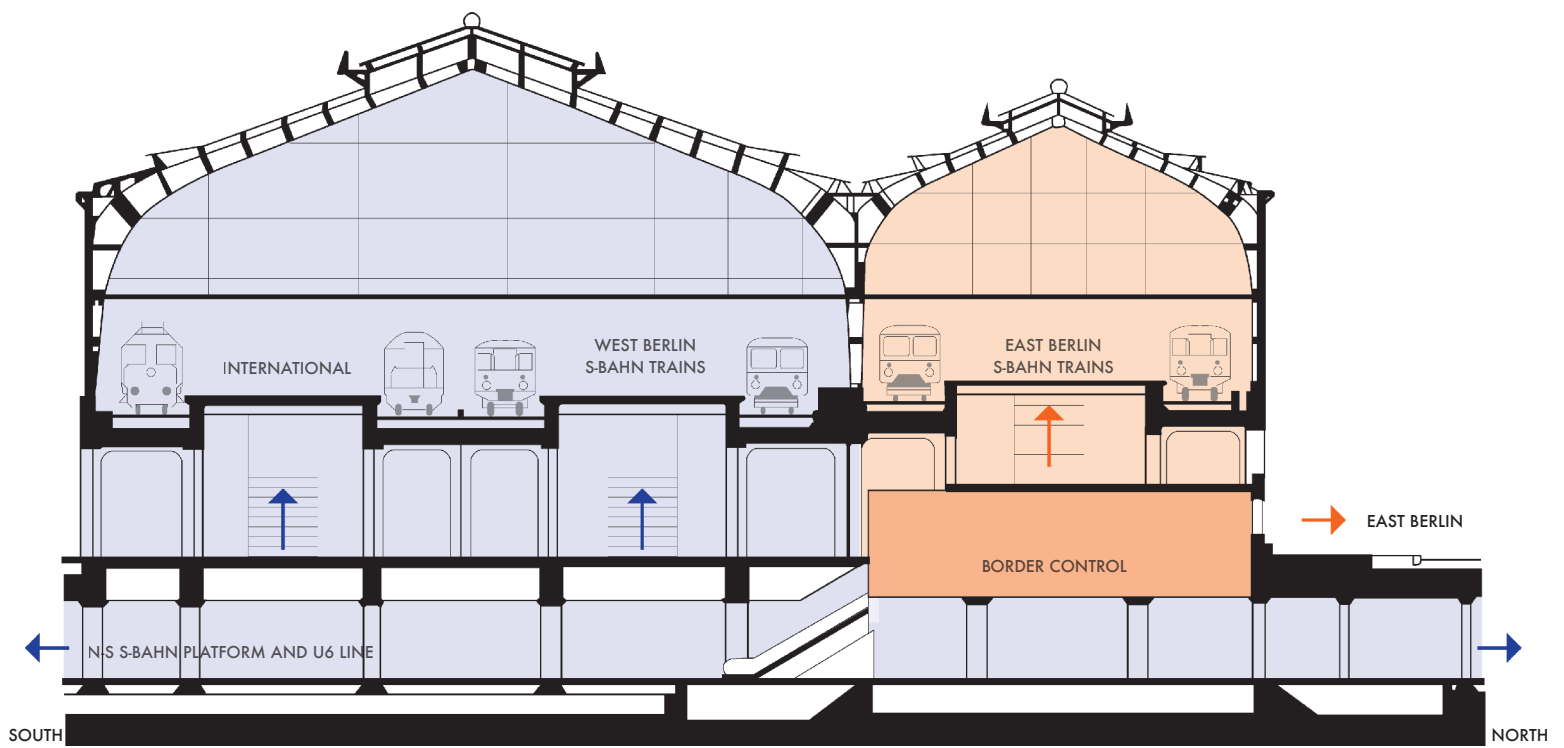 INTERNATIONAL
WEST BERLIN
S-BAHN TRAINS
EAST BERLIN
S-BAHN TRAINS
EAST BERLIN
BORDER CONTROL
N-S S-BAHN PLATFORM AND U6 LINE
SOUTH
NORTH